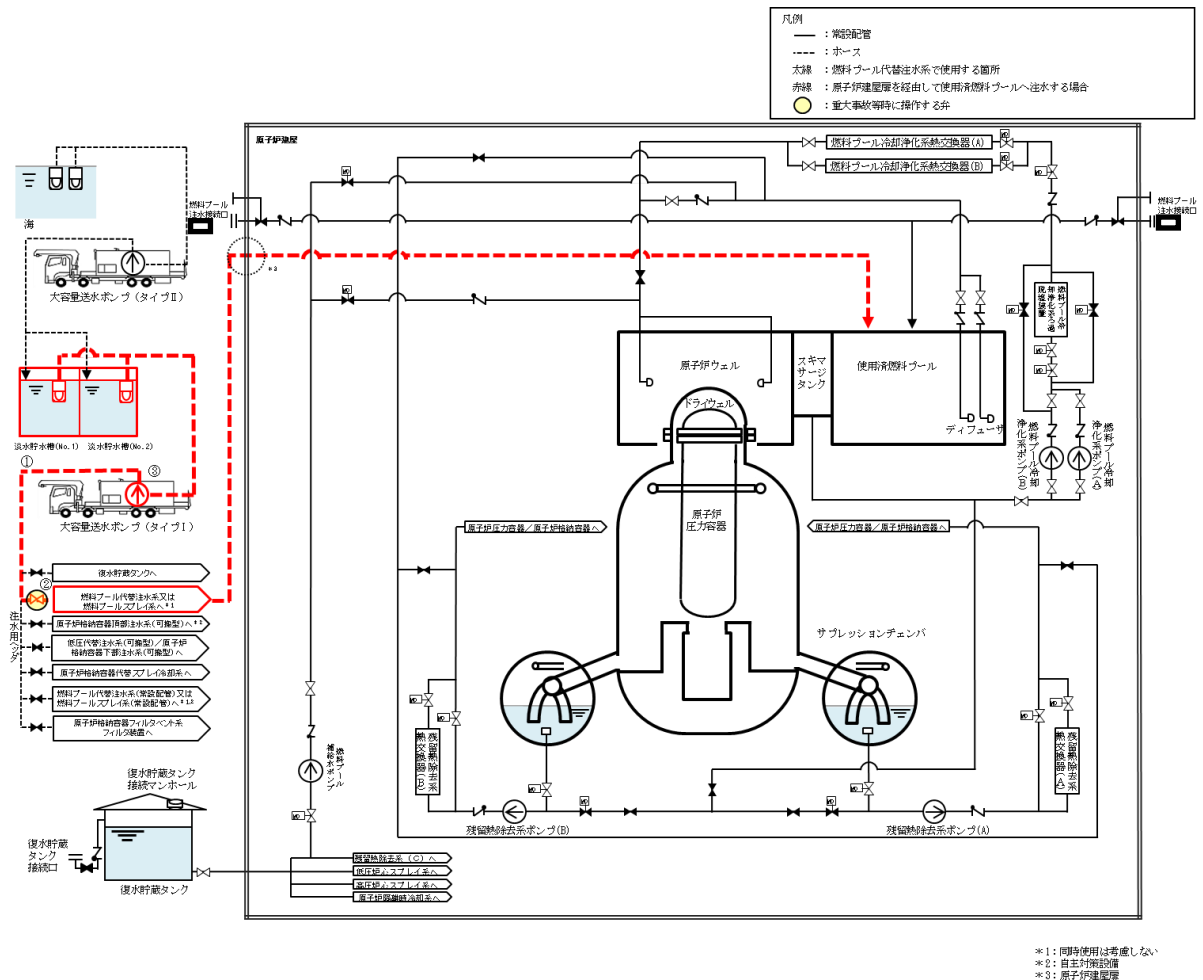 凡例
：常設配管
：ホース
太線 ：燃料プール代替注水系で使用する箇所
赤線 ：原子炉建屋扉を経由して使用済燃料プールへ注水する場合
：重大事故等時に操作する弁
原子炉建屋
燃料プール冷却浄化系熱交換器(A)
燃料プール冷却浄化系熱交換器(B)
MO
MO
MO
MO
海
燃料プール
注水接続口
燃料プール
注水接続口
＊3
大容量送水ポンプ（タイプⅡ）
MO
MO
MO
燃料プール冷
却浄化系ろ過
脱塩装置
MO
MO
原子炉ウェル
スキマ
サージ
タンク
使用済燃料プール
ドライウェル
ディフューザ
燃料プール冷却
浄化系ポンプ(B)
燃料プール冷却
浄化系ポンプ(A)
淡水貯水槽(No.1)
淡水貯水槽(No.2)
①
③
大容量送水ポンプ（タイプⅠ）
原子炉
圧力容器
原子炉圧力容器/原子炉格納容器へ
原子炉圧力容器/原子炉格納容器へ
復水貯蔵タンクへ
②
燃料プール代替注水系又は
燃料プールスプレイ系へ＊1
注水用ヘッダ
原子炉格納容器頂部注水系(可搬型)へ＊2
低圧代替注水系(可搬型)/原子炉
格納容器下部注水系(可搬型)へ
原子炉格納容器代替スプレイ冷却系へ
燃料プール代替注水系(常設配管)又は
燃料プールスプレイ系(常設配管)へ＊1,2
原子炉格納容器フィルタベント系
フィルタ装置へ
サプレッションチェンバ
MO
MO
MO
MO
残留熱除去系
熱交換器(B)
残留熱除去系
熱交換器(A)
燃料プール
補給水ポンプ
MO
MO
MO
MO
MO
残留熱除去系ポンプ(B)
残留熱除去系ポンプ(A)
復水貯蔵タンク
接続マンホール
復水貯蔵
タンク
接続口
復水貯蔵タンク
残留熱除去系（C）へ
低圧炉心スプレイ系へ
高圧炉心スプレイ系へ
原子炉隔離時冷却系へ
＊1：同時使用は考慮しない
＊2：自主対策設備
＊3：原子炉建屋扉